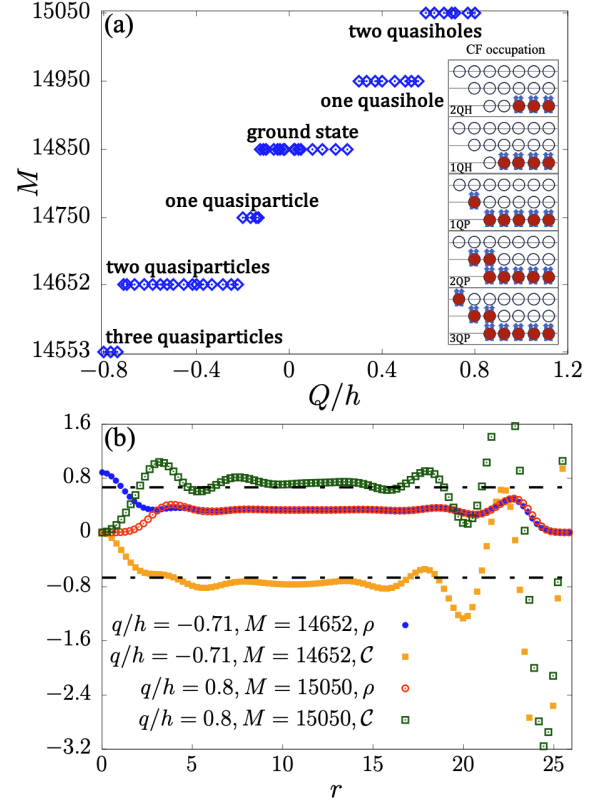 (a)
two quasiholes
one quasihole
ground state
one quasiparticle
two quasiparticles
three quasiparticles
CF occupation
2QH
1QH
1QP
2QP
3QP
15050
14950
14850
14750
14652
14553
M
−0.8 −0.4 0 0.4 0.8 1.2
Q/h
(b)
1.6
0.8
0
−0.8
−1.6
−2.4
−3.2
q/h = −0.71, M = 14652, ρ
q/h = −0.71, M = 14652, 𝒞
q/h = 0.8, M = 15050, ρ
q/h = 0.8, M = 15050, 𝒞
0 5 10 15 20 25
r